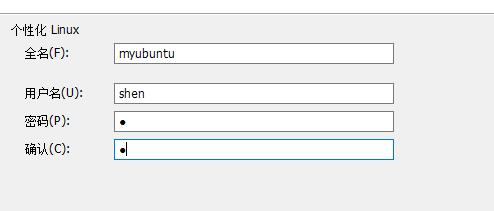 个性化 Linux
全名(F): myubuntu
用户名(U): shen
密码(P): ●
确认(C): ●